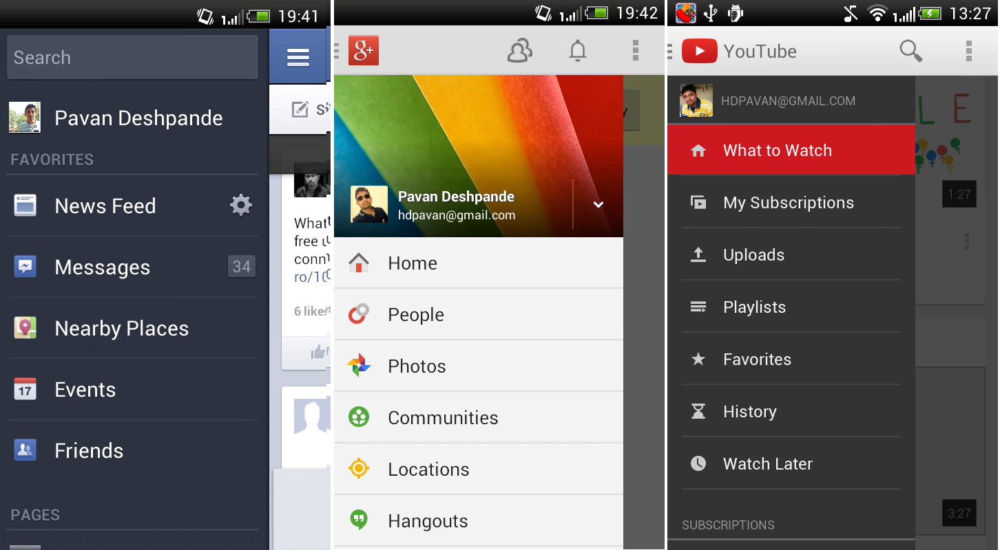 19:41
Search
Pavan Deshpande
FAVORITES
News Feed
Messages 34
Nearby Places
17 Events
Friends
PAGES
What
free
conn
ro/10
6 likes
19:42
g+
Pavan Deshpande
hdpavan@gmail.com
Home
People
Photos
Communities
Locations
Hangouts
13:27
YouTube
HDPAVAN@GMAIL.COM
What to Watch
My Subscriptions
Uploads
Playlists
Favorites
History
Watch Later
SUBSCRIPTIONS
L E
1:27
3:27